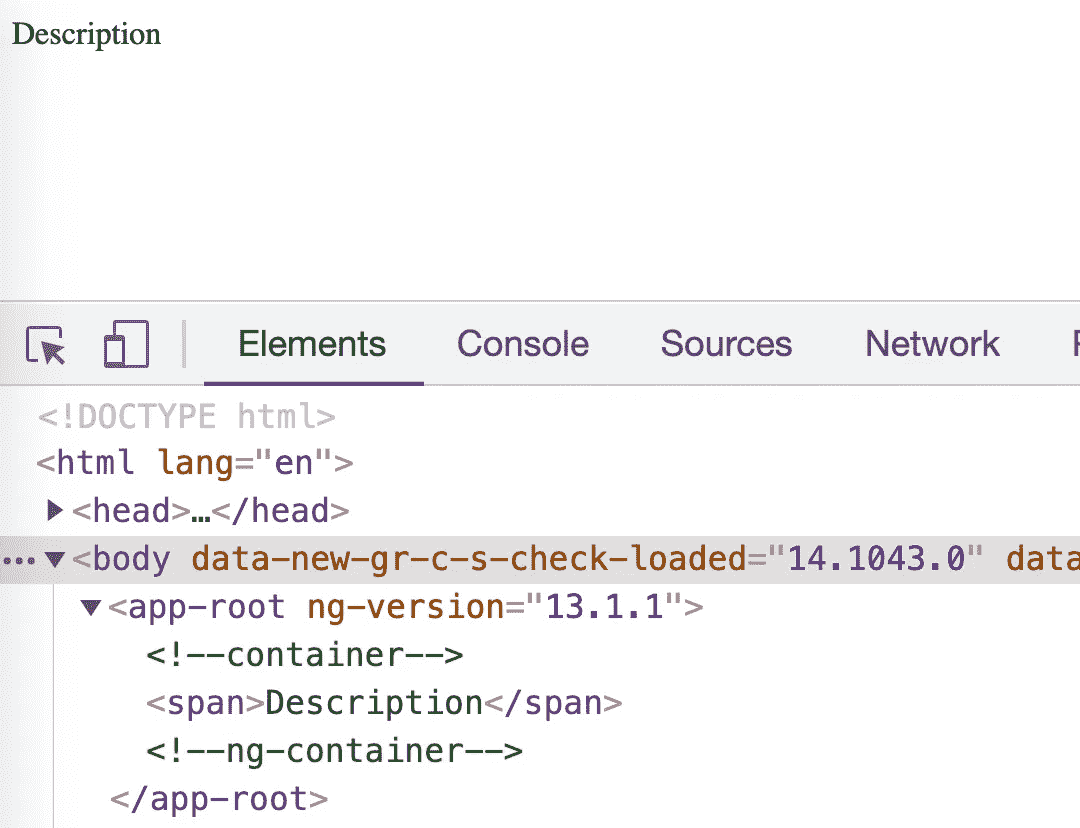 Description
Elements Console Sources Network
<!DOCTYPE html>
<html lang="en">
<head>…</head>
<body data-new-gr-c-s-check-loaded="14.1043.0" data
<app-root ng-version="13.1.1">
<!--container-->
<span>Description</span>
<!--ng-container-->
</app-root>